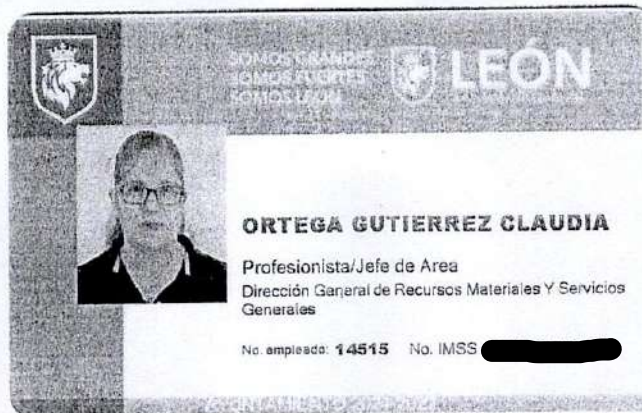 SOMOS GRANDES
SOMOS FUERTES
SOMOS LEÓN
LEÓN
ORTEGA GUTIERREZ CLAUDIA
Profesionista/Jefe de Area
Dirección General de Recursos Materiales Y Servicios
Generales
No. empleado: 14515 No. IMSS
AYUNTAMIENTO